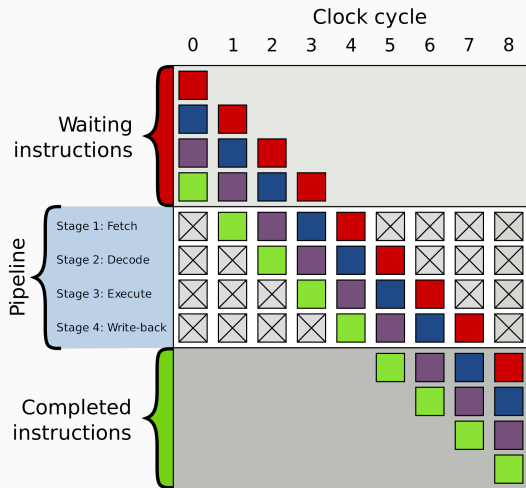 Clock cycle
0 1 2 3 4 5 6 7 8
Waiting
instructions
Pipeline
Stage 1: Fetch
Stage 2: Decode
Stage 3: Execute
Stage 4: Write-back
Completed
instructions